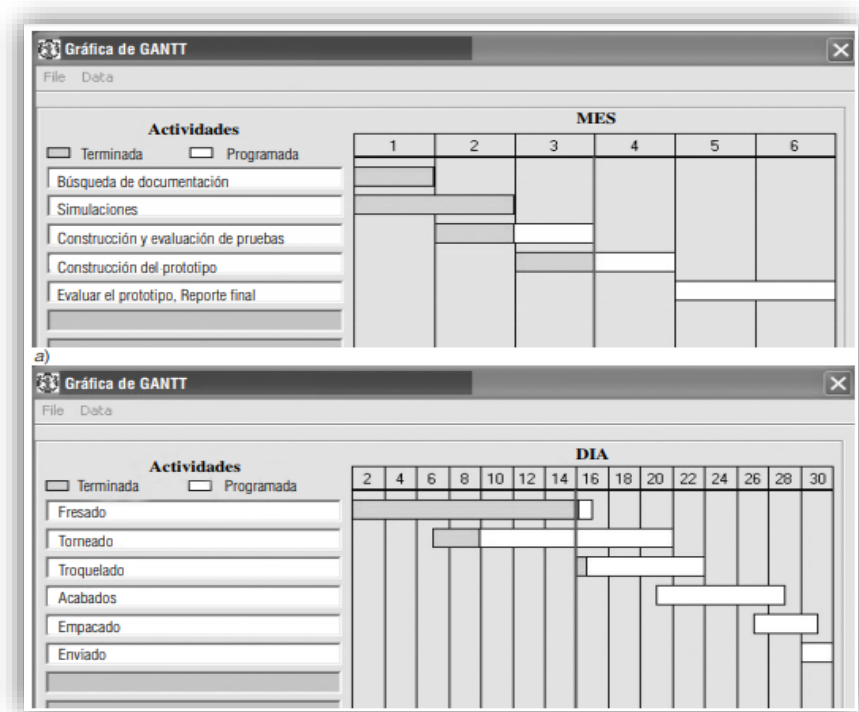 Gráfica de GANTT
File Data
MES
Actividades
Terminada Programada
1 2 3 4 5 6
Búsqueda de documentación
Simulaciones
Construcción y evaluación de pruebas
Construcción del prototipo
Evaluar el prototipo, Reporte final
a)
Gráfica de GANTT
File Data
DIA
Actividades
Terminada Programada
2 4 6 8 10 12 14 16 18 20 22 24 26 28 30
Fresado
Torneado
Troquelado
Acabados
Empacado
Enviado